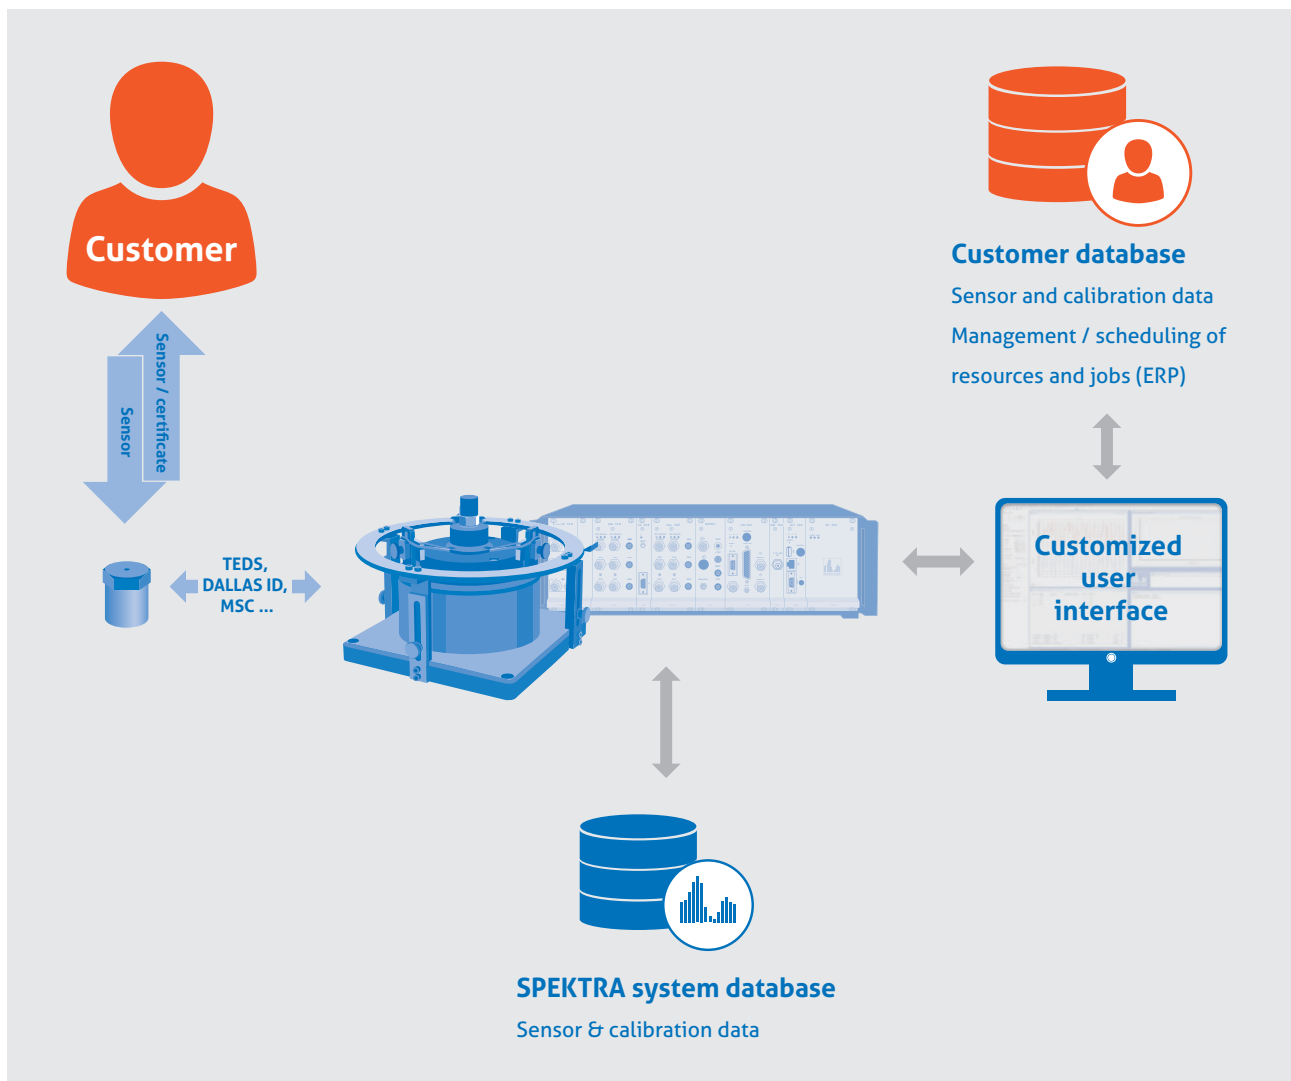 Customer
Customer database
Sensor and calibration data
Management / scheduling of
resources and jobs (ERP)
Sensor / certificate
Sensor
TEDS,
DALLAS ID,
MSC ...
Customized
user
interface
SPEKTRA system database
Sensor & calibration data